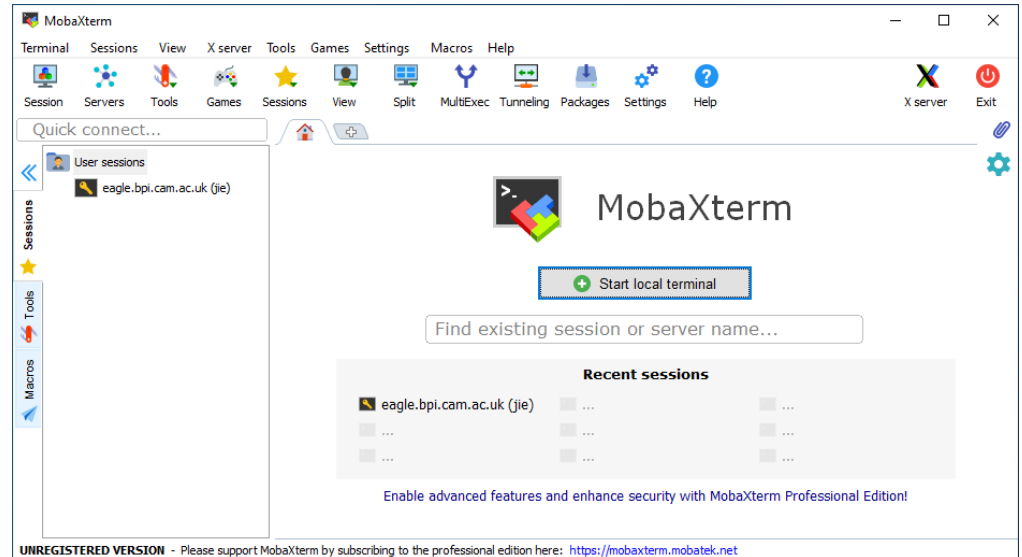 MobaXterm
Terminal Sessions View X server Tools Games Settings Macros Help
Session Servers Tools Games Sessions View Split MultiExec Tunneling Packages Settings Help X server Exit
Quick connect...
User sessions
eagle.bpi.cam.ac.uk (jie)
Sessions
Tools
Macros
>_
MobaXterm
Start local terminal
Find existing session or server name...
Recent sessions
eagle.bpi.cam.ac.uk (jie) ... ...
... ... ...
... ... ...
Enable advanced features and enhance security with MobaXterm Professional Edition!
UNREGISTERED VERSION - Please support MobaXterm by subscribing to the professional edition here: https://mobaxterm.mobatek.net